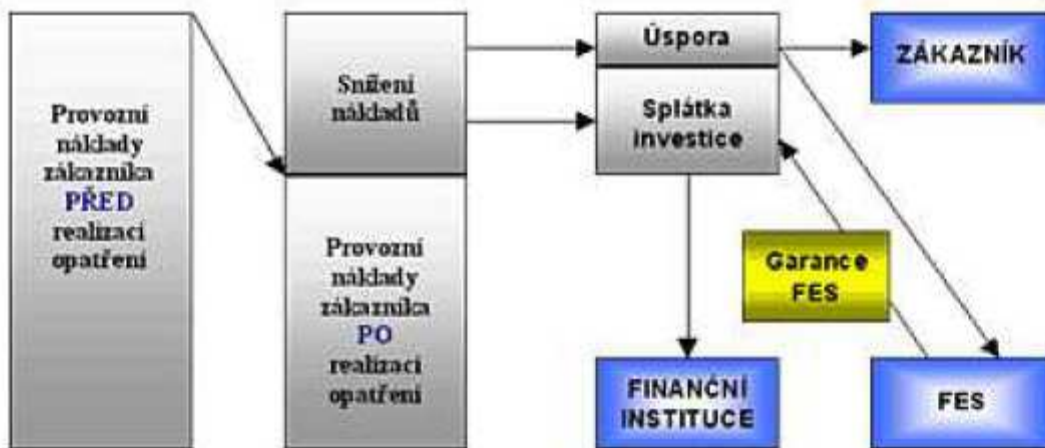 Provozní
náklady
zákazníka
PŘED
realizací
opatření
Snížení
nákladů
Provozní
náklady
zákazníka
PO
realizací
opatření
Úspora
Splátka
investice
ZÁKAZNÍK
Garance
FES
FINANČNÍ
INSTITUCE
FES